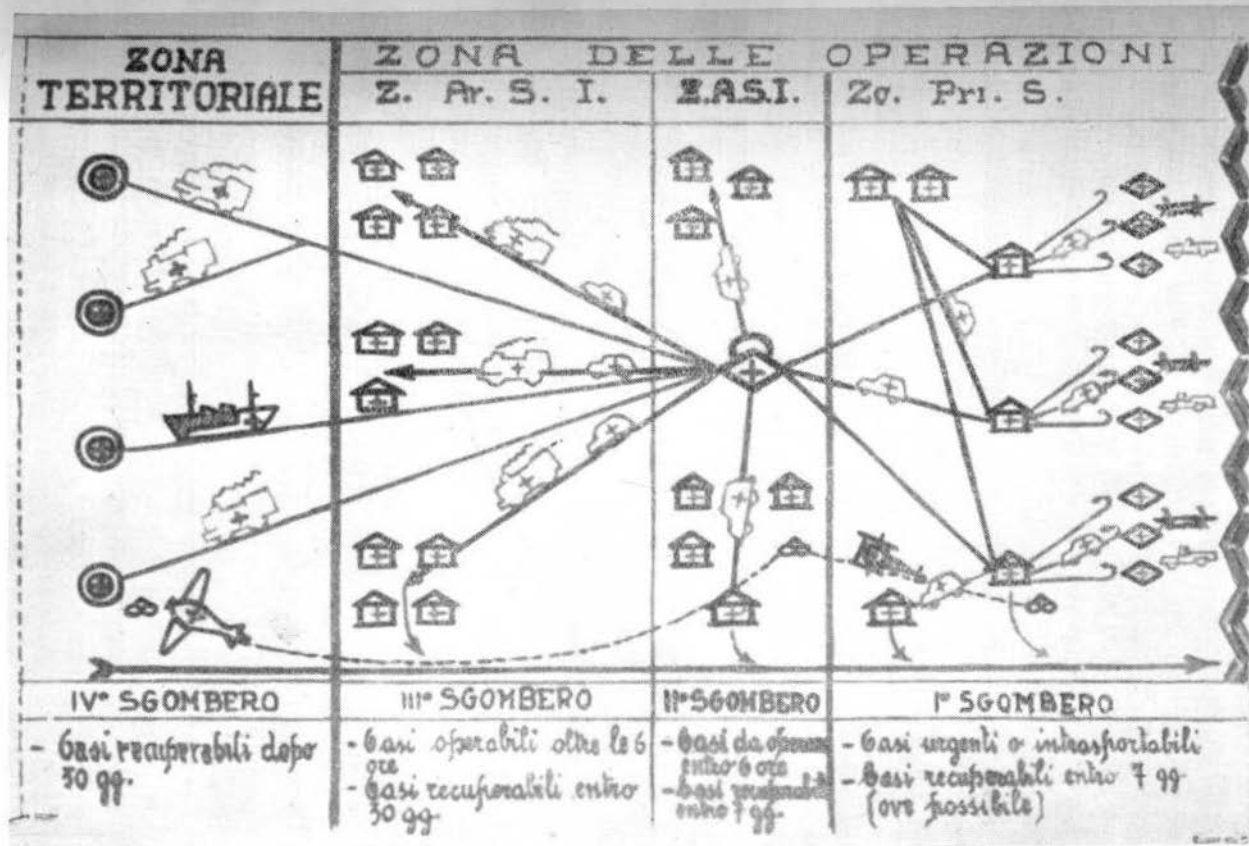 ZONA TERRITORIALE
ZONA DELLE OPERAZIONI
Z. Ar. S. I.
Z.A.S.I.
Zo. Pri. S.
IV° SGOMBERO
III° SGOMBERO
II° SGOMBERO
I° SGOMBERO
- Casi recuperabili dopo
30 gg.
- Casi operabili oltre le 6
ore
- Casi recuperabili entro
30 gg.
- Casi da operare
entro 6 ore
- Casi recuperabili
entro 7 gg.
- Casi urgenti o intrasportabili
- Casi recuperabili entro 7 gg.
(ove possibile)